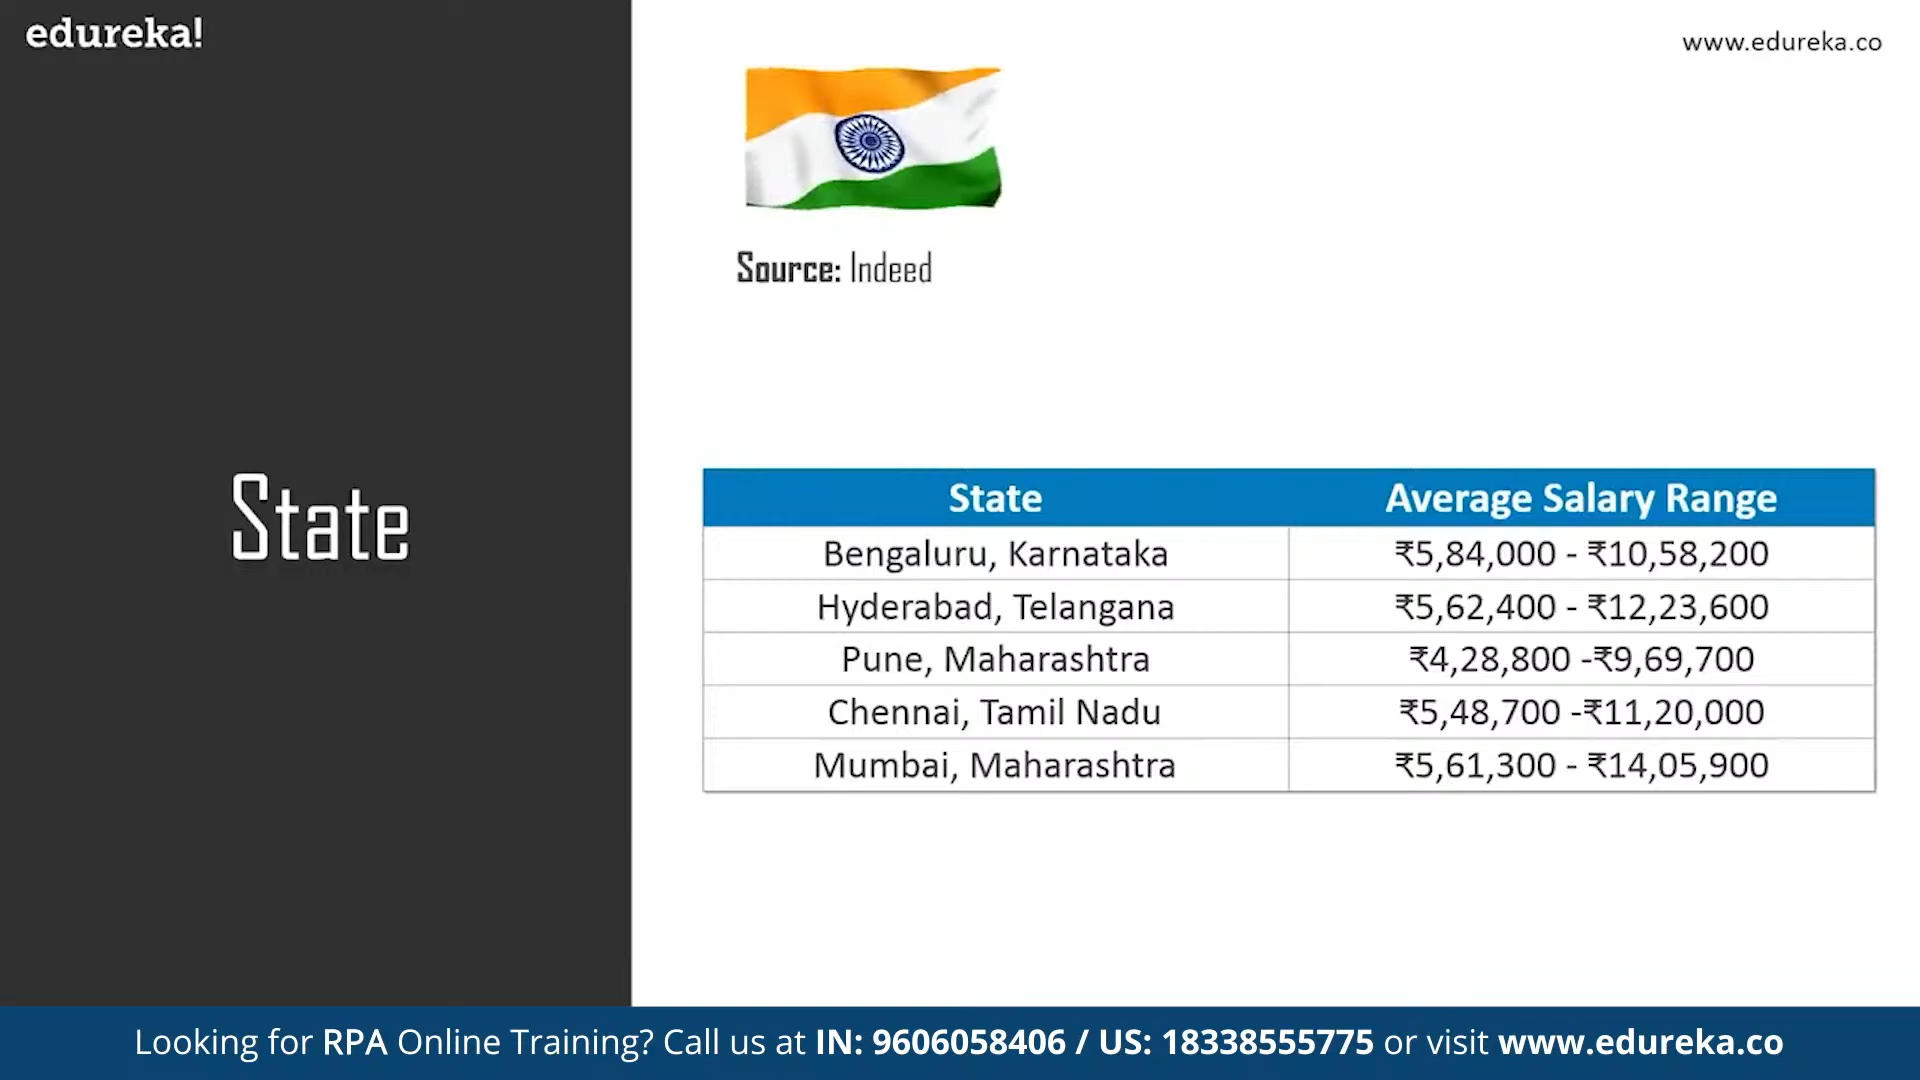 edureka!
www.edureka.co
Source: Indeed
State
State Average Salary Range
Bengaluru, Karnataka ₹5,84,000 - ₹10,58,200
Hyderabad, Telangana ₹5,62,400 - ₹12,23,600
Pune, Maharashtra ₹4,28,800 -₹9,69,700
Chennai, Tamil Nadu ₹5,48,700 -₹11,20,000
Mumbai, Maharashtra ₹5,61,300 - ₹14,05,900
Looking for RPA Online Training? Call us at IN: 9606058406 / US: 18338555775 or visit www.edureka.co